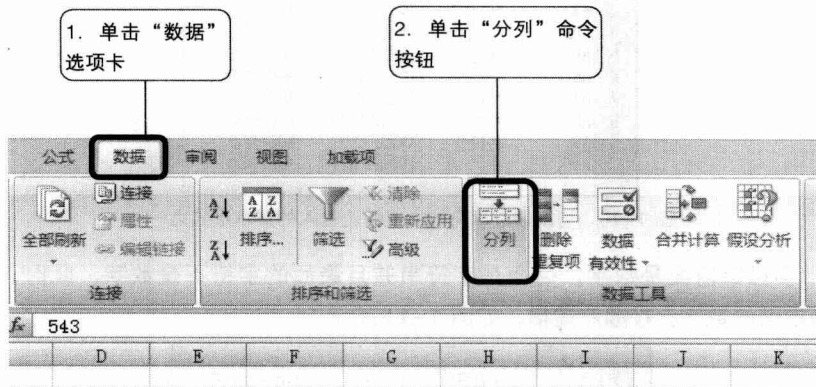 1. 单击“数据”
选项卡
2. 单击“分列”命令
按钮
公式 数据 审阅 视图 加载项
连接
属性
编辑链接
全部刷新
连接
A
Z
Z
A
A Z
Z A
排序...
筛选
清除
重新应用
高级
排序和筛选
分列
删除
重复项
数据
有效性
合并计算
假设分析
数据工具
fx 543
D E F G H I J K